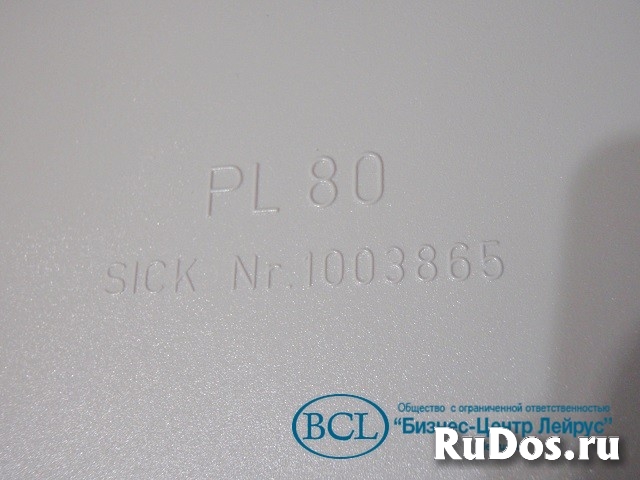 PL 80
SICK Nr. 1003865
BCL
Общество с ограниченной ответственностью
"Бизнес-Центр Лейрус"
RuDos.ru